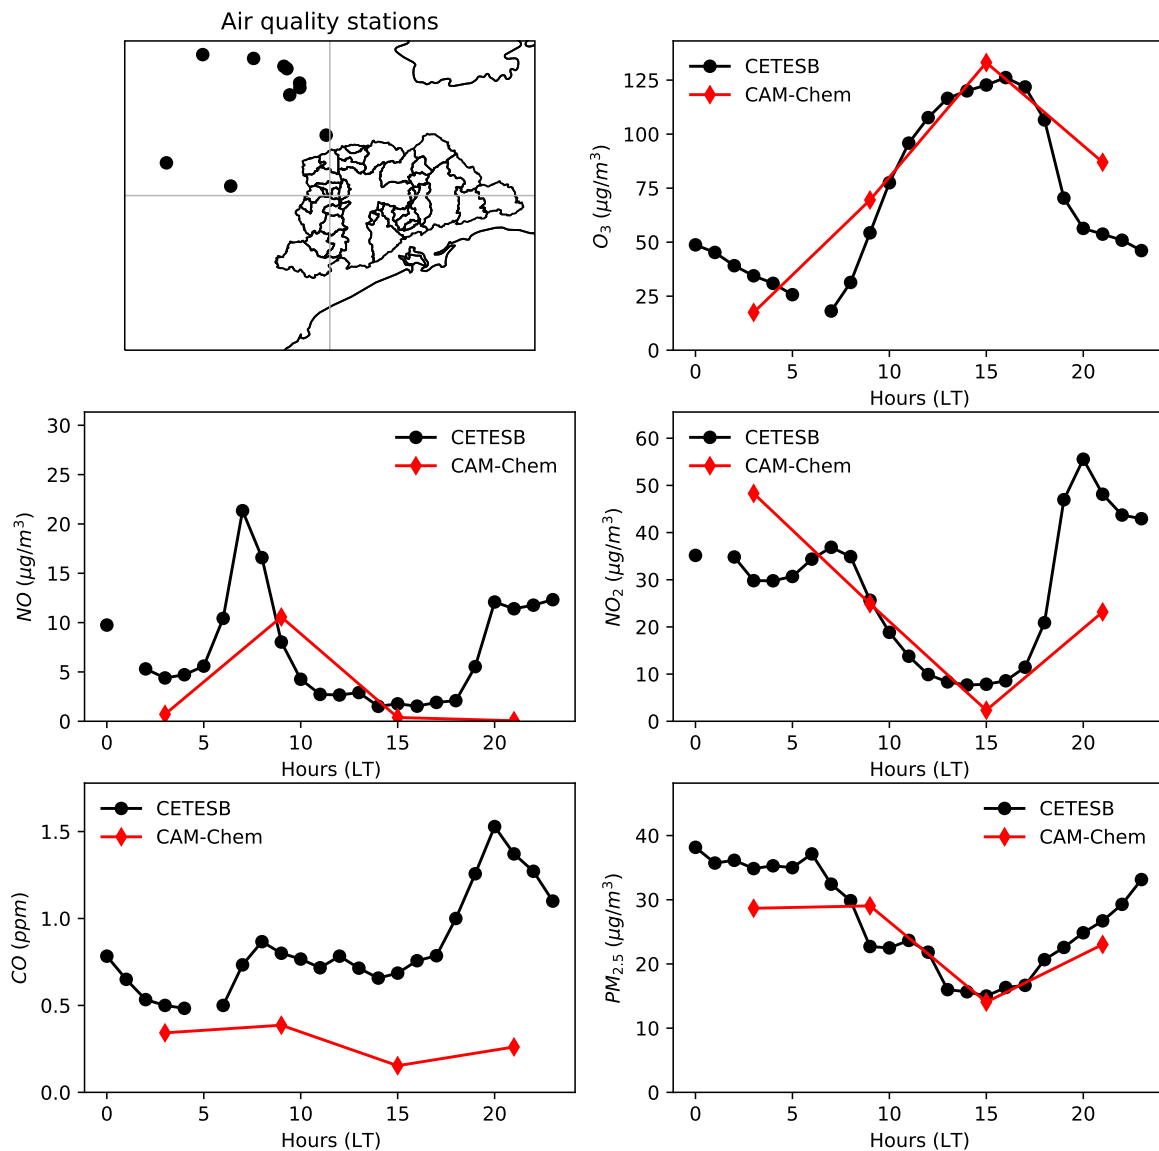 Air quality stations
CETESB
CAM-Chem
O3 (μg/m3)
125
100
75
50
25
0
0 5 10 15 20
Hours (LT)
CETESB
CAM-Chem
NO (μg/m3)
30
25
20
15
10
5
0
0 5 10 15 20
Hours (LT)
CETESB
CAM-Chem
NO2 (μg/m3)
60
50
40
30
20
10
0
0 5 10 15 20
Hours (LT)
CETESB
CAM-Chem
CO (ppm)
1.5
1.0
0.5
0.0
0 5 10 15 20
Hours (LT)
CETESB
CAM-Chem
PM2.5 (μg/m3)
40
30
20
10
0
0 5 10 15 20
Hours (LT)